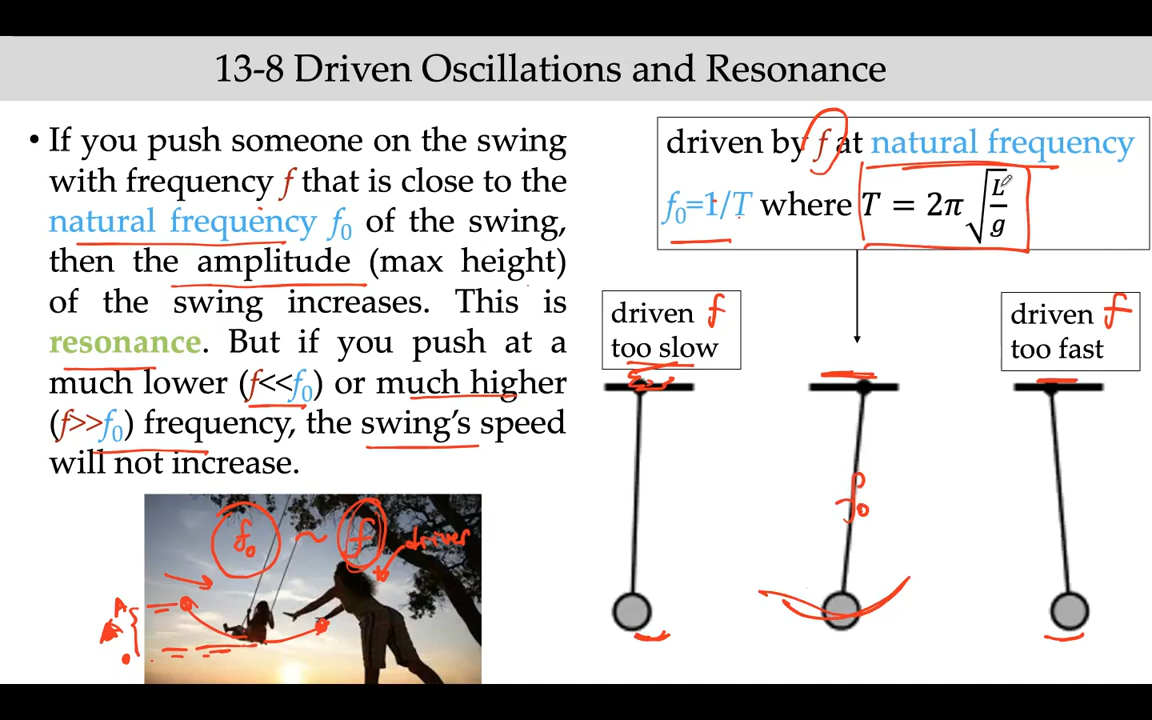 13-8 Driven Oscillations and Resonance
• If you push someone on the swing
with frequency f that is close to the
natural frequency f₀ of the swing,
then the amplitude (max height)
of the swing increases. This is
resonance. But if you push at a
much lower (f<<f₀) or much higher
(f>>f₀) frequency, the swing's speed
will not increase.
driven by f at natural frequency
f₀=1/T where T = 2π√(L/g)
driven f
too slow
driven f
too fast
f₀
f₀ ~ f
driver
A
0